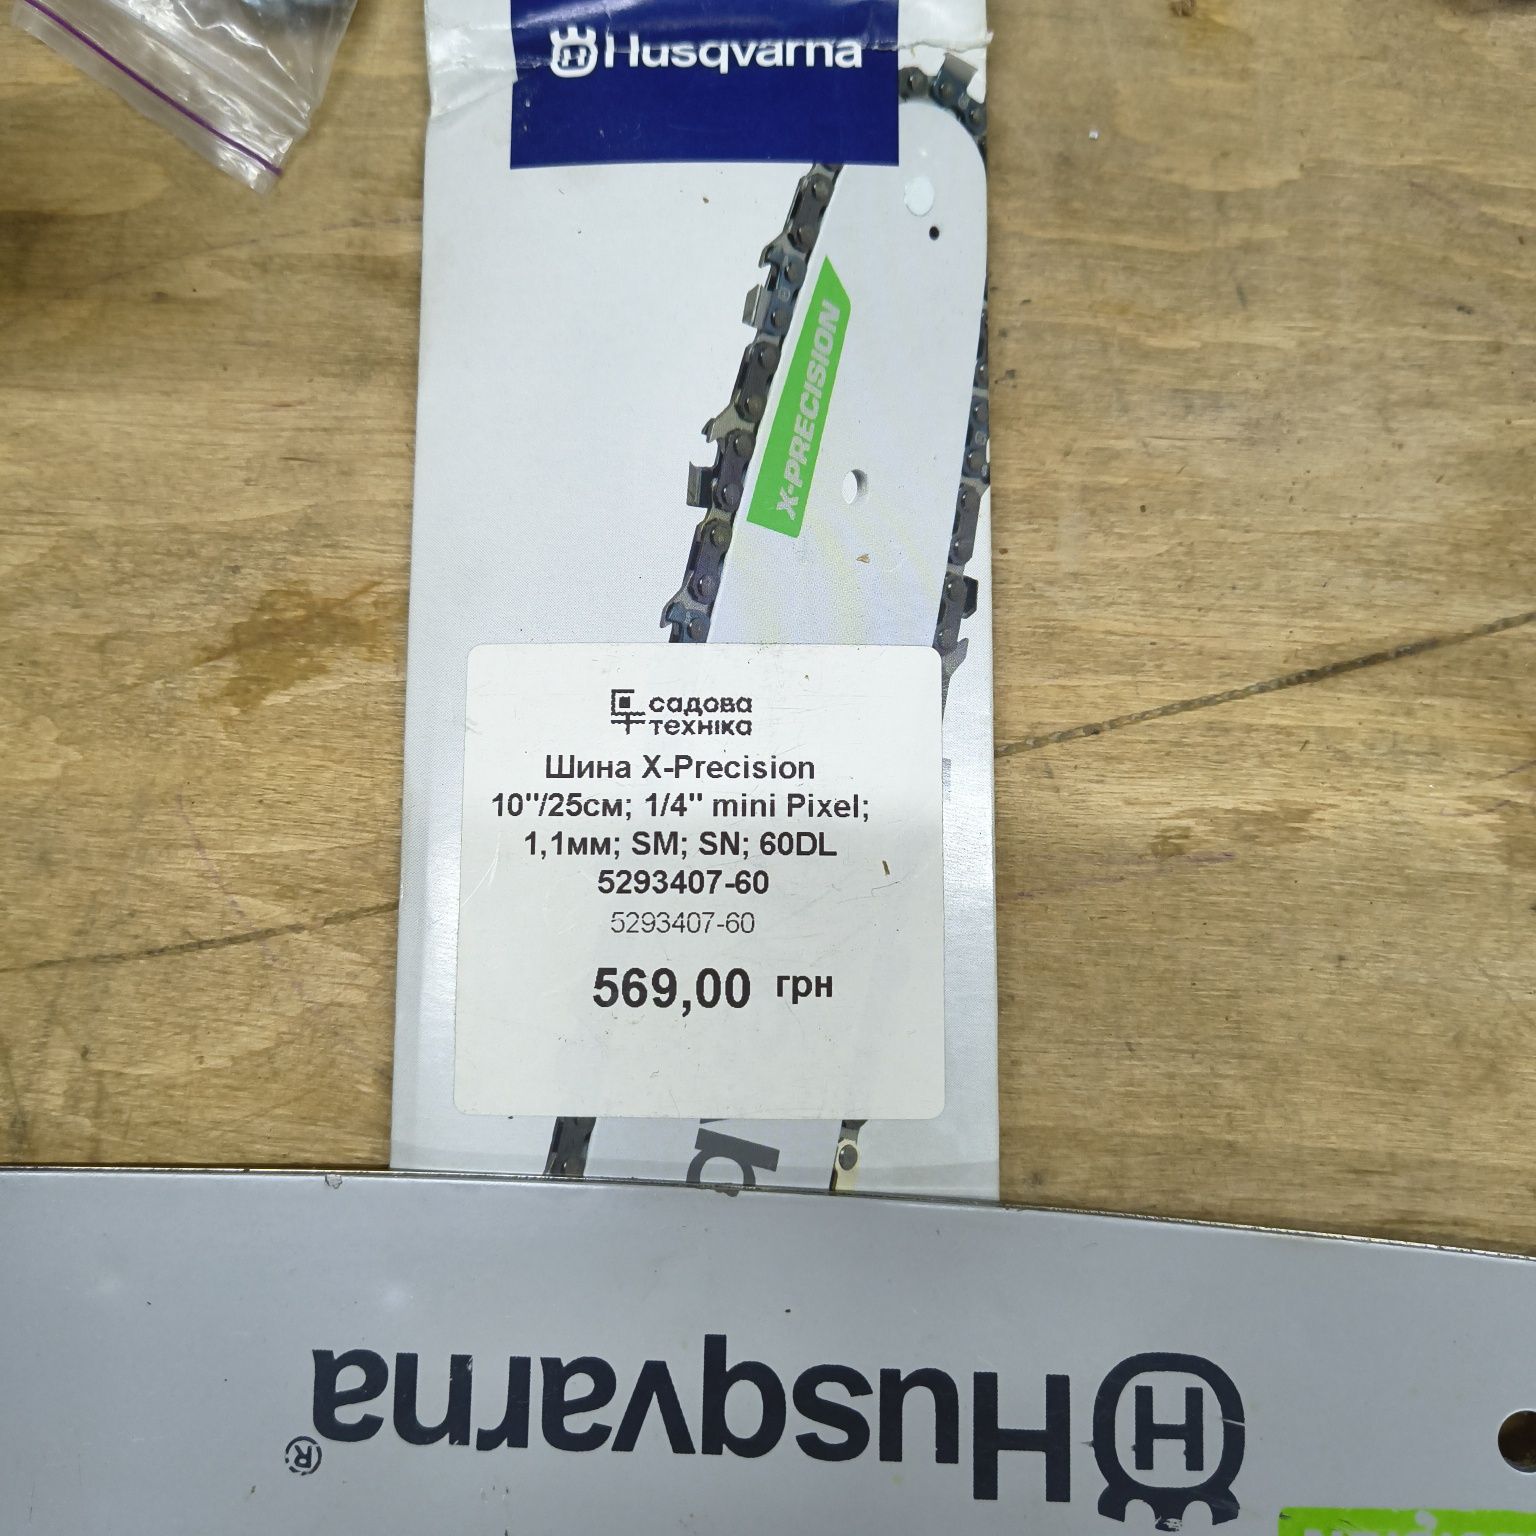 Husqvarna
X-PRECISION
садова
техніка
Шина X-Precision
10"/25см; 1/4" mini Pixel;
1,1мм; SM; SN; 60DL
5293407-60
5293407-60
569,00 грн
Husqvarna®